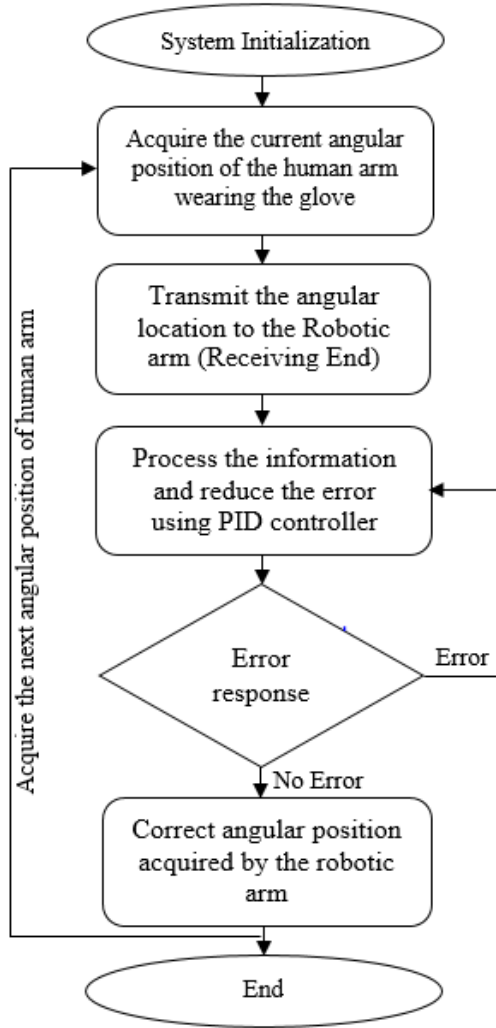 System Initialization
Acquire the current angular
position of the human arm
wearing the glove
Transmit the angular
location to the Robotic
arm (Receiving End)
Process the information
and reduce the error
using PID controller
Error
response
Error
No Error
Correct angular position
acquired by the robotic
arm
End
Acquire the next angular position of human arm